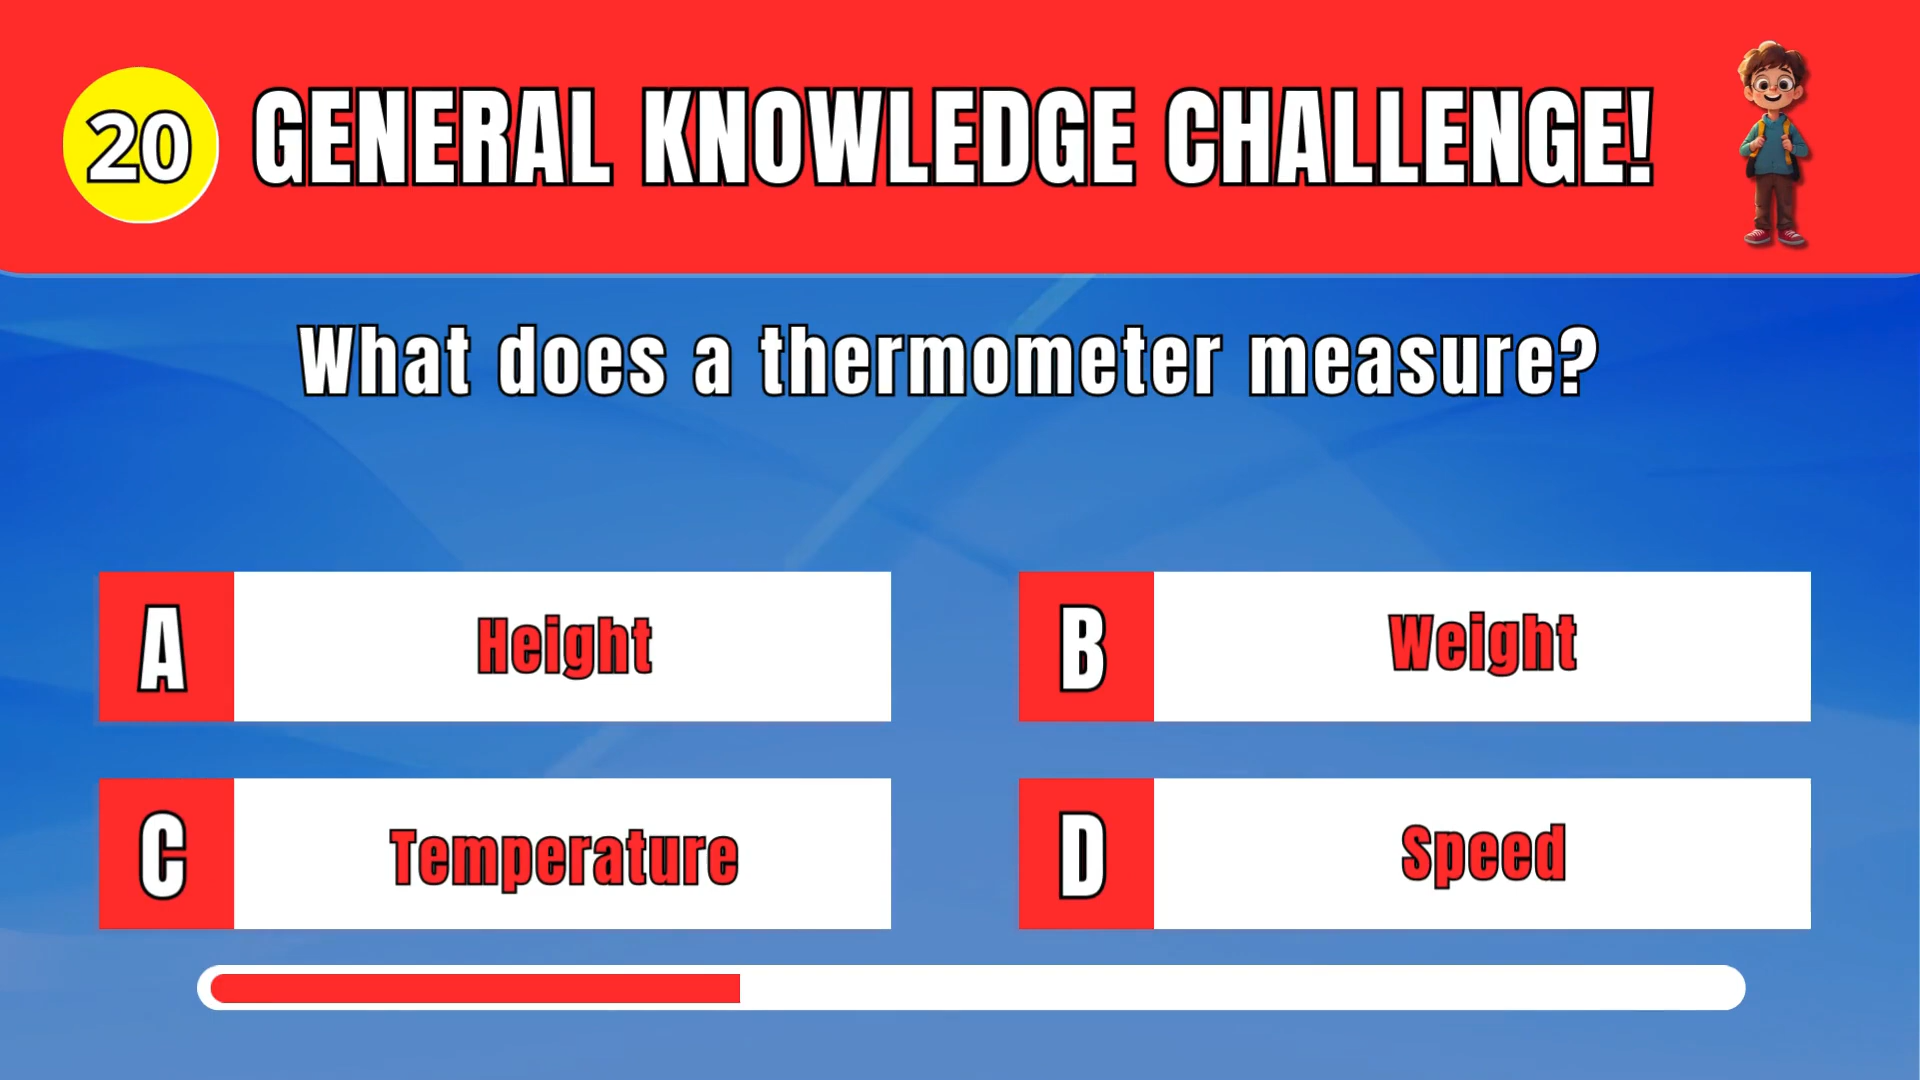 20
GENERAL KNOWLEDGE CHALLENGE!
What does a thermometer measure?
A Height
B Weight
C Temperature
D Speed